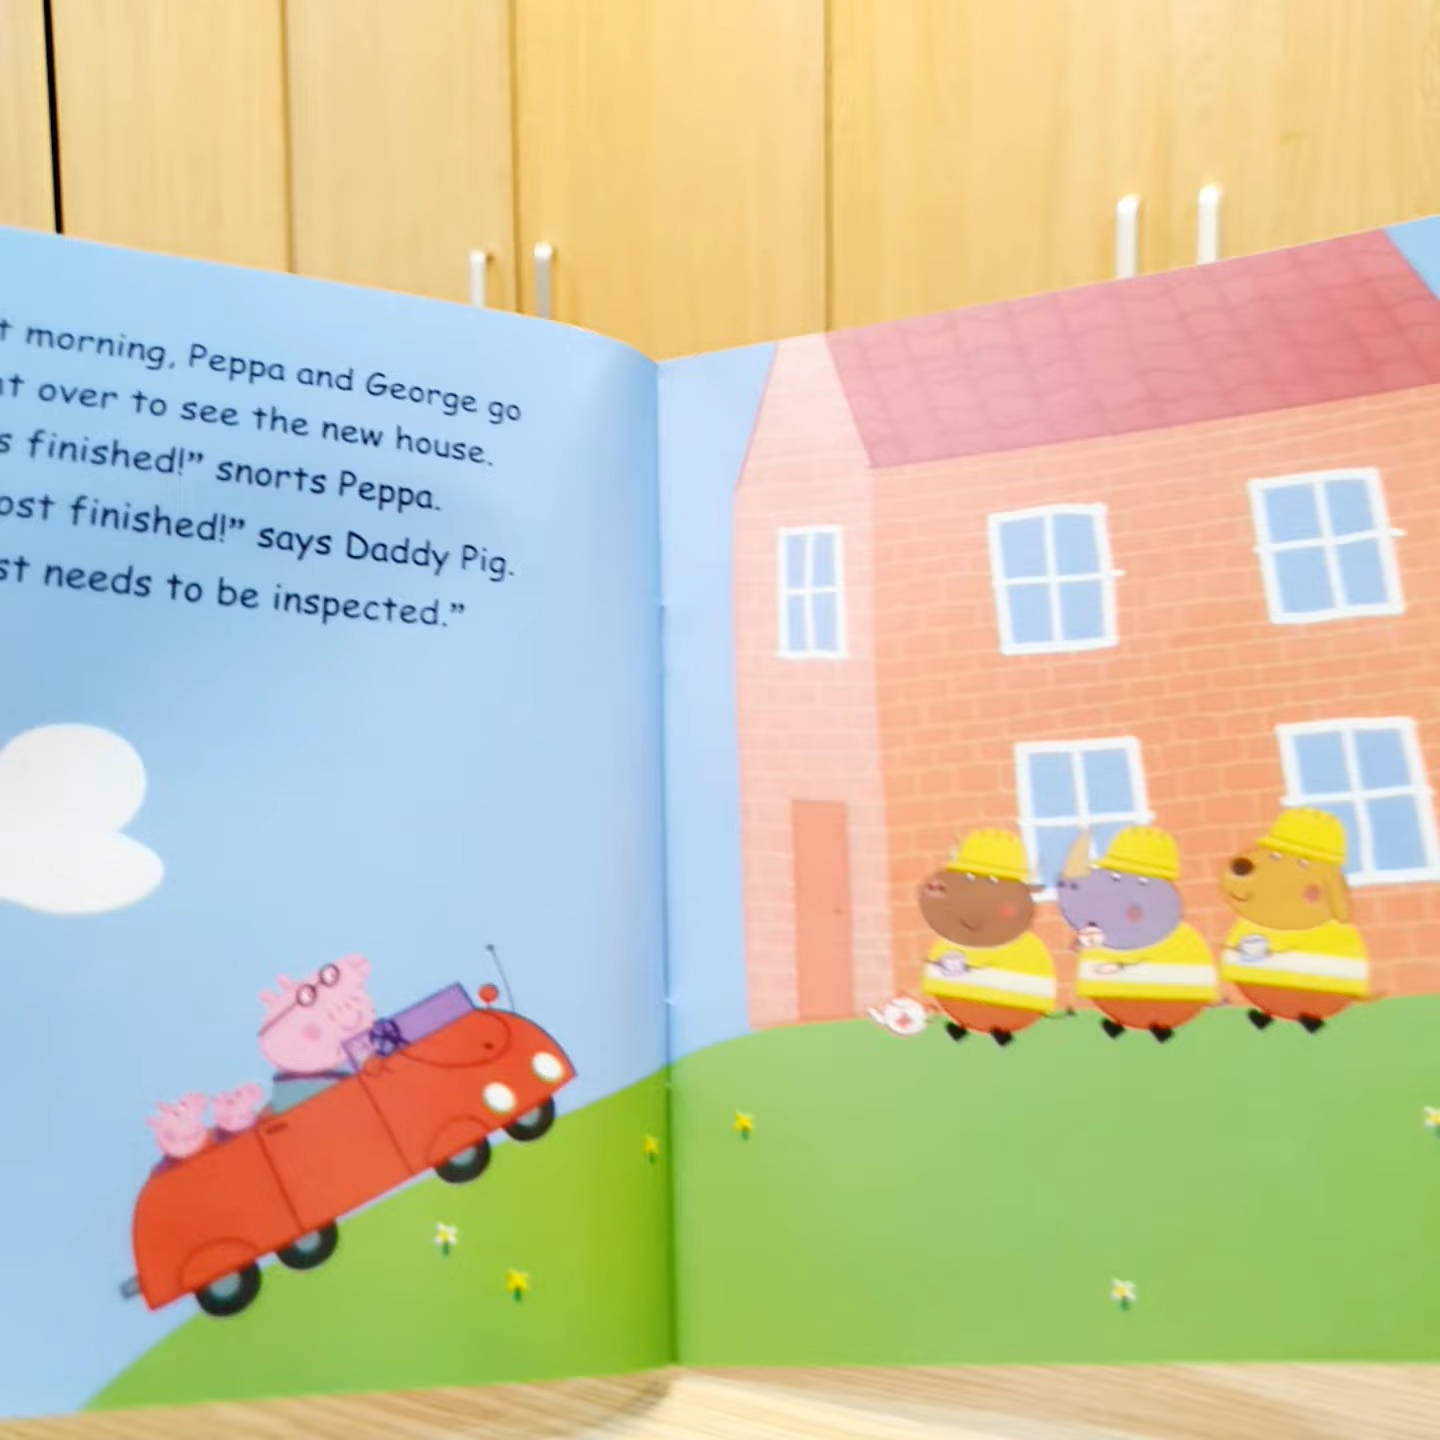 morning, Peppa and George go
over to see the new house.
finished!” snorts Peppa.
finished!” says Daddy Pig.
needs to be inspected.”